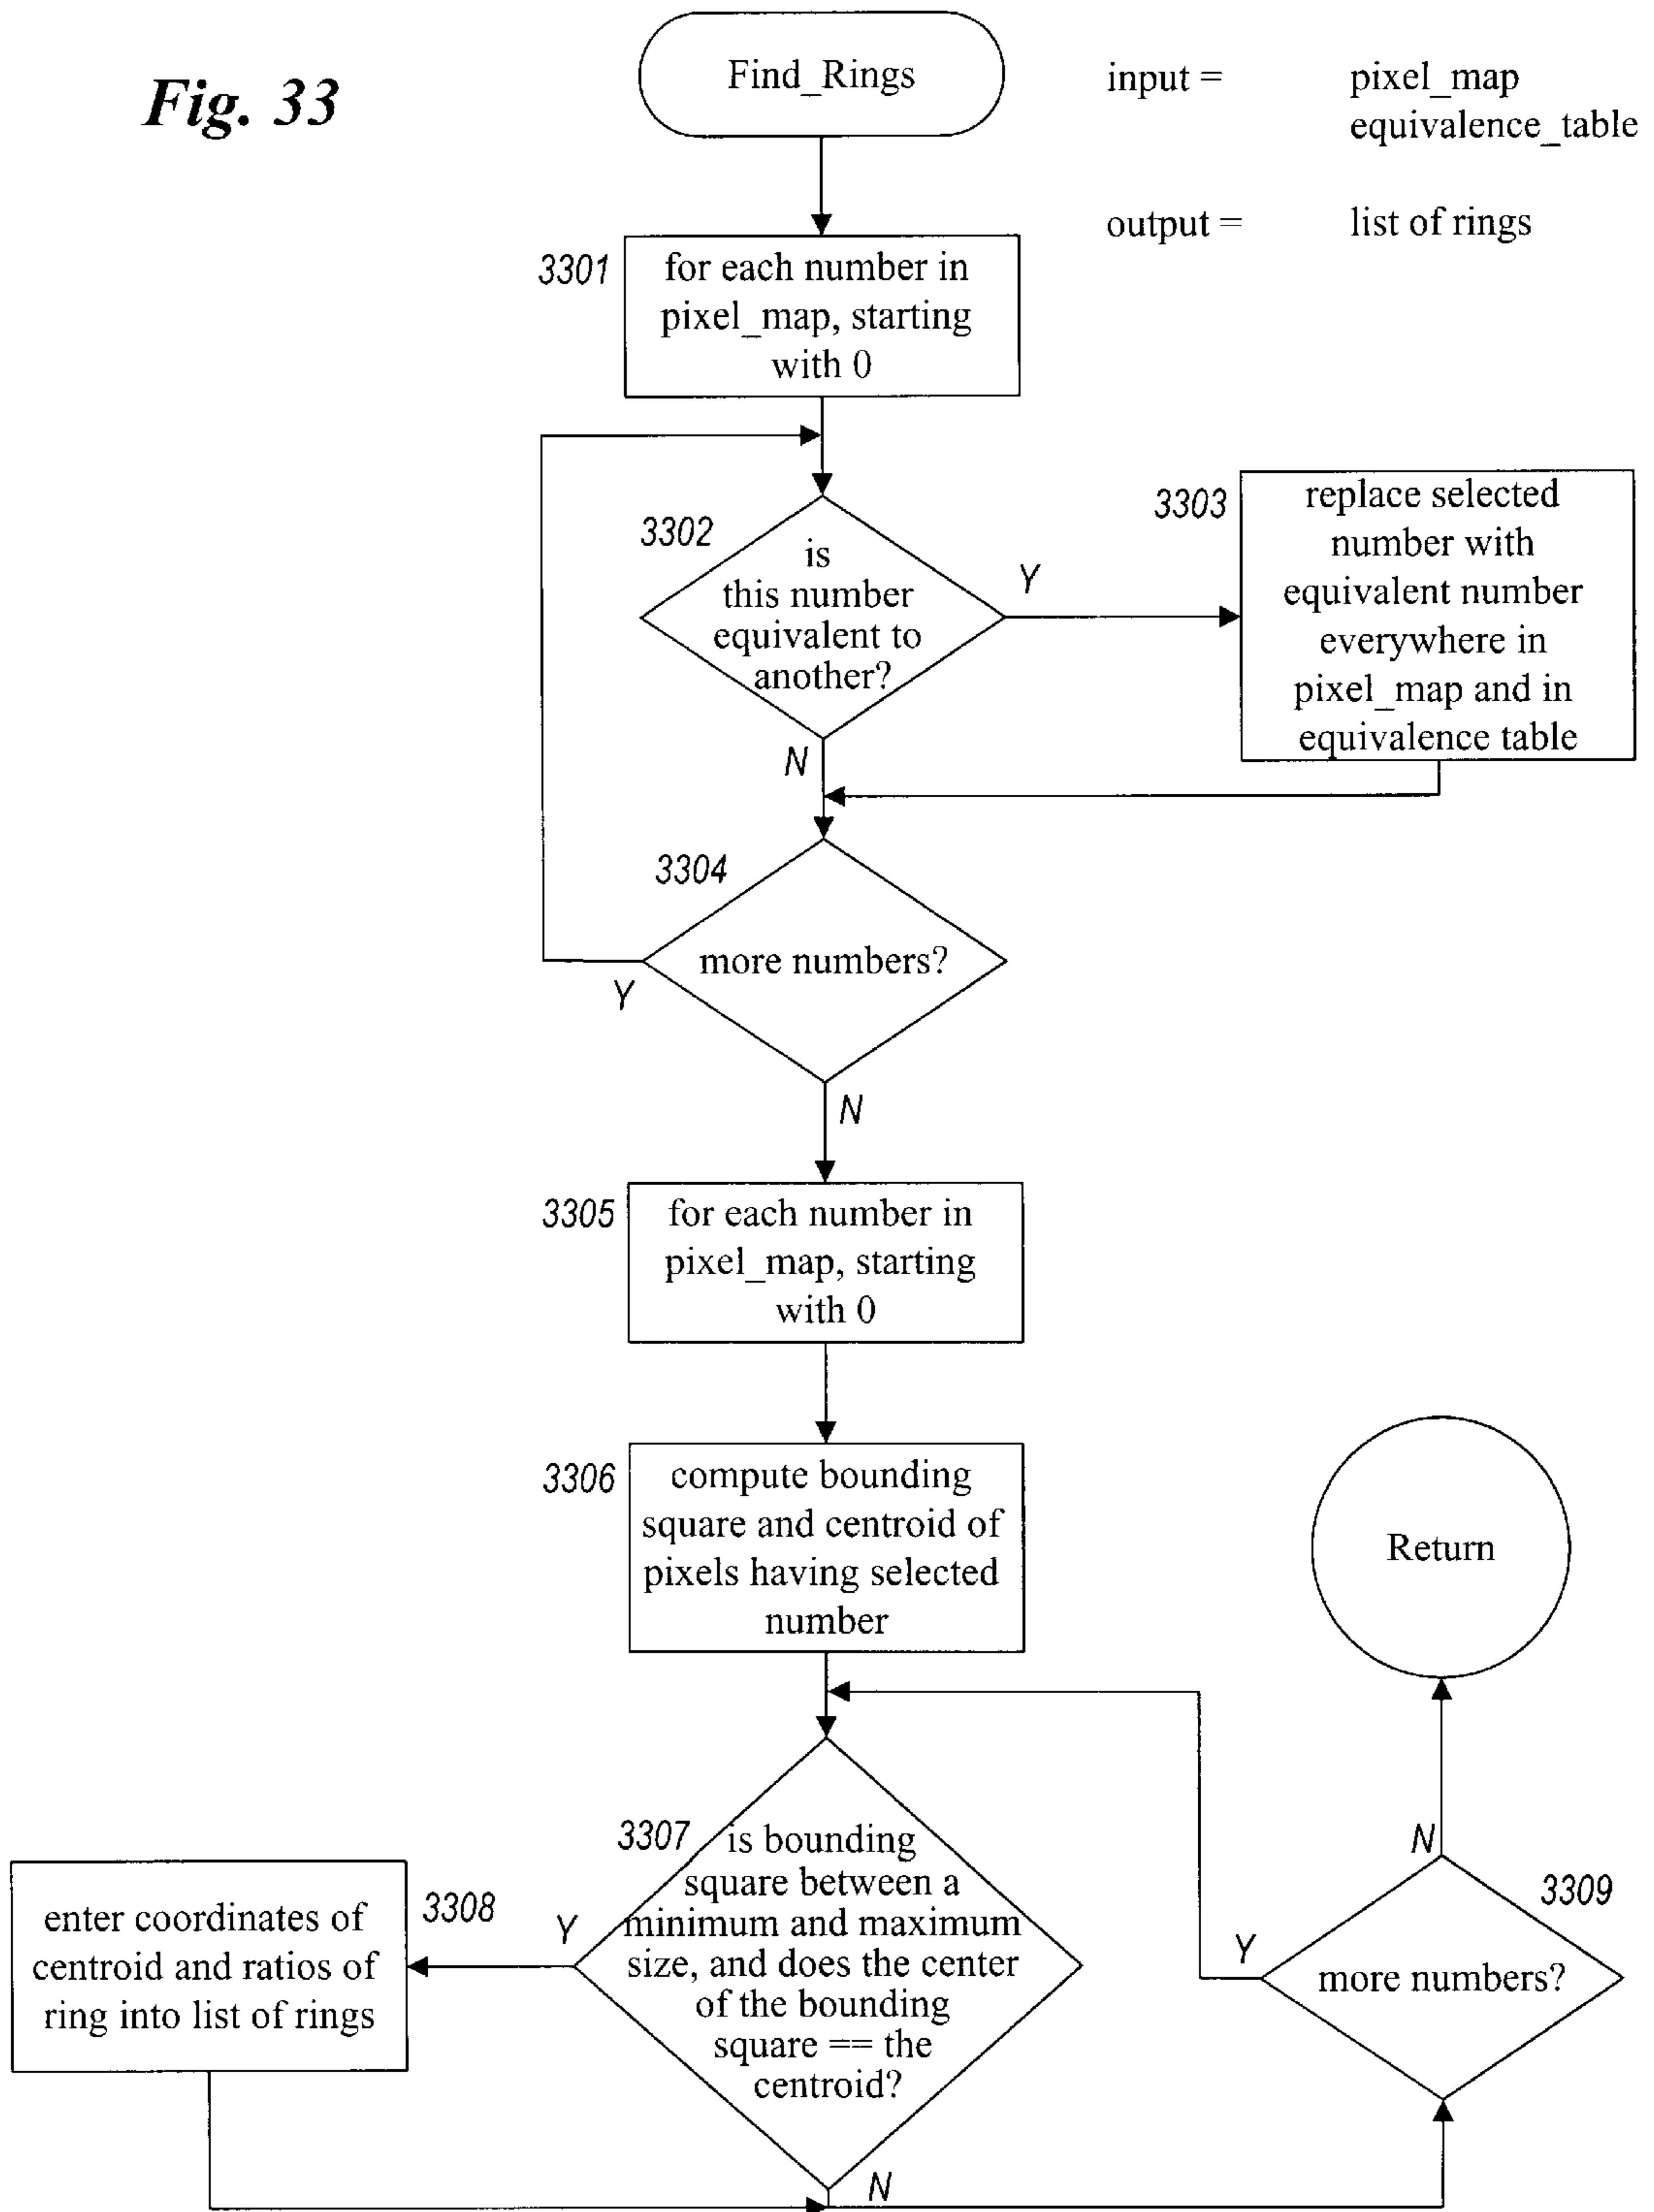 Fig. 33
Find_Rings
input = pixel_map
equivalence_table
output = list of rings
3301
for each number in
pixel_map, starting
with 0
3302
is
this number
equivalent to
another?
Y
N
3303
replace selected
number with
equivalent number
everywhere in
pixel_map and in
equivalence table
3304
more numbers?
Y
N
3305
for each number in
pixel_map, starting
with 0
3306
compute bounding
square and centroid of
pixels having selected
number
Return
3307
is bounding
square between a
minimum and maximum
size, and does the center
of the bounding
square == the
centroid?
Y
N
3308
enter coordinates of
centroid and ratios of
ring into list of rings
3309
more numbers?
Y
N